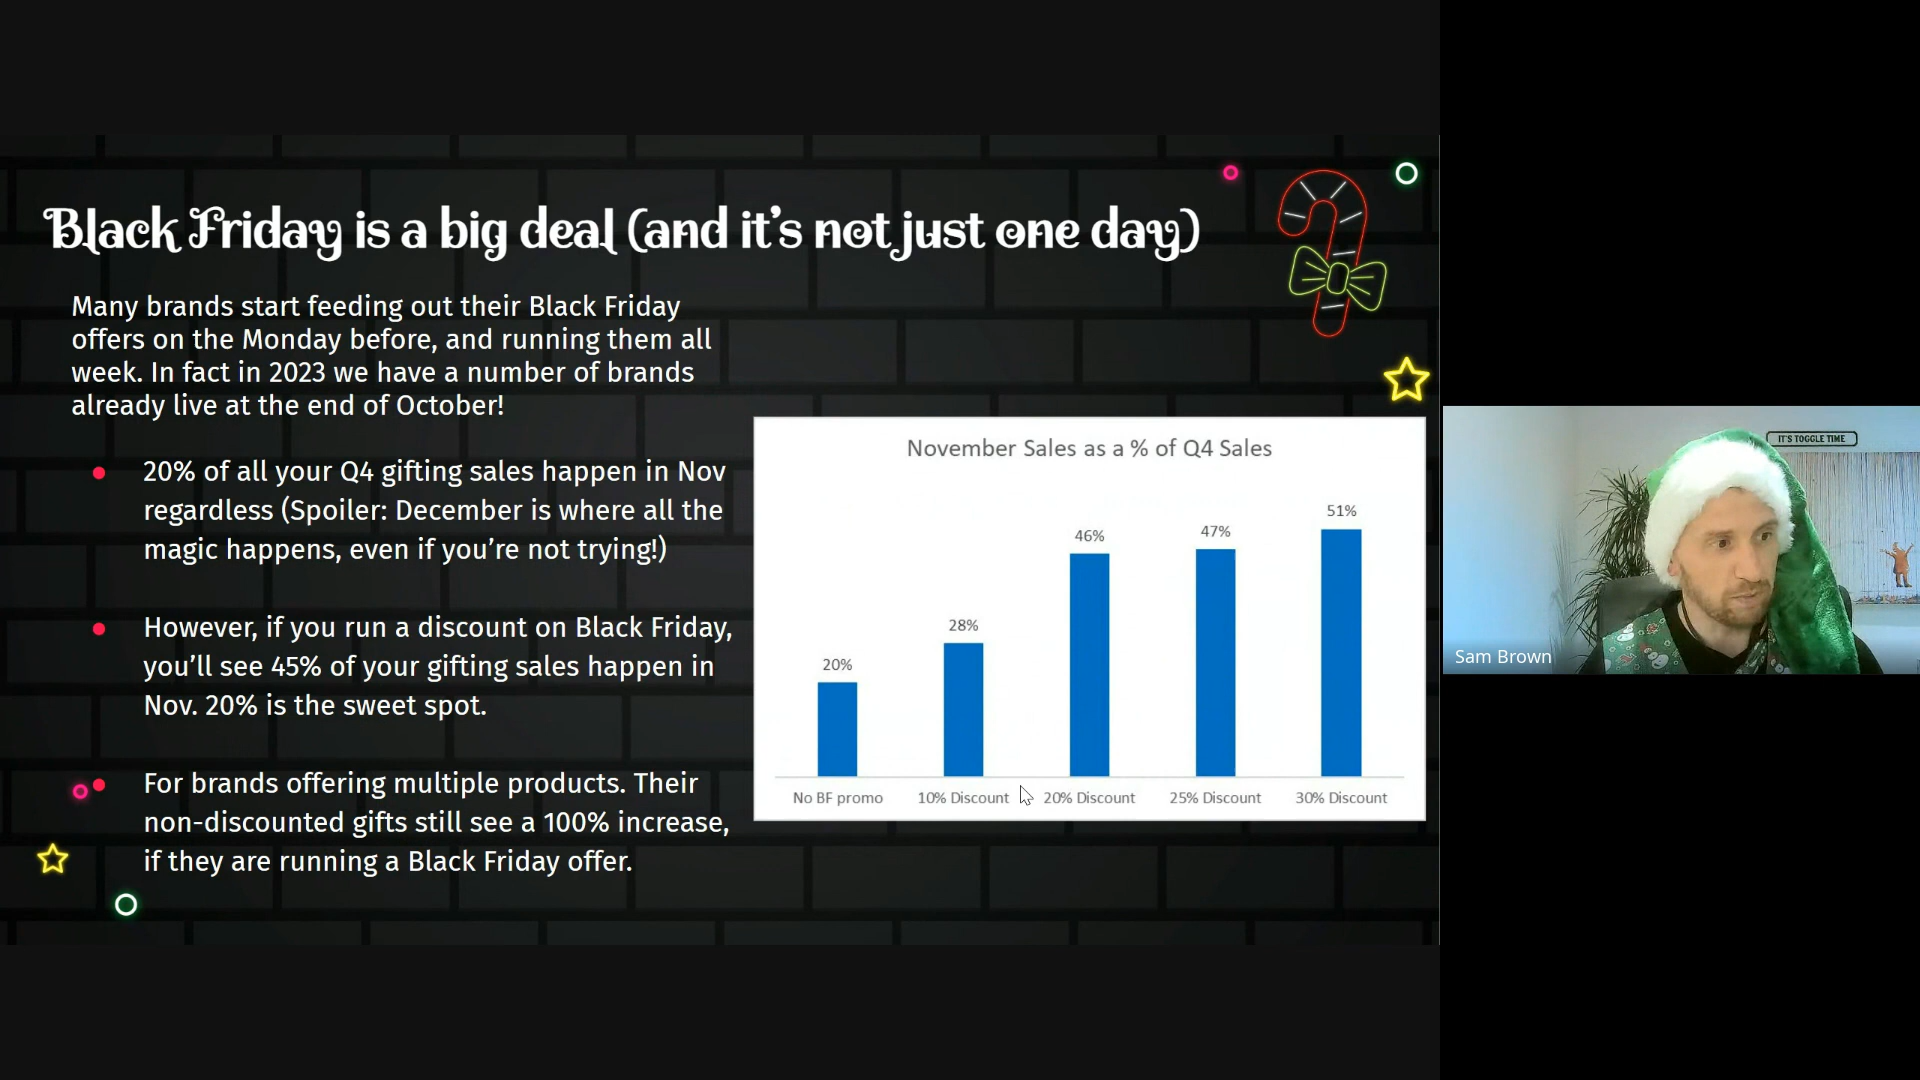 Black Friday is a big deal (and it's not just one day)
Many brands start feeding out their Black Friday
offers on the Monday before, and running them all
week. In fact in 2023 we have a number of brands
already live at the end of October!
20% of all your Q4 gifting sales happen in Nov
regardless (Spoiler: December is where all the
magic happens, even if you’re not trying!)
However, if you run a discount on Black Friday,
you’ll see 45% of your gifting sales happen in
Nov. 20% is the sweet spot.
For brands offering multiple products. Their
non-discounted gifts still see a 100% increase,
if they are running a Black Friday offer.
November Sales as a % of Q4 Sales
20%
28%
46%
47%
51%
No BF promo
10% Discount
20% Discount
25% Discount
30% Discount
IT'S TOGGLE TIME
Sam Brown